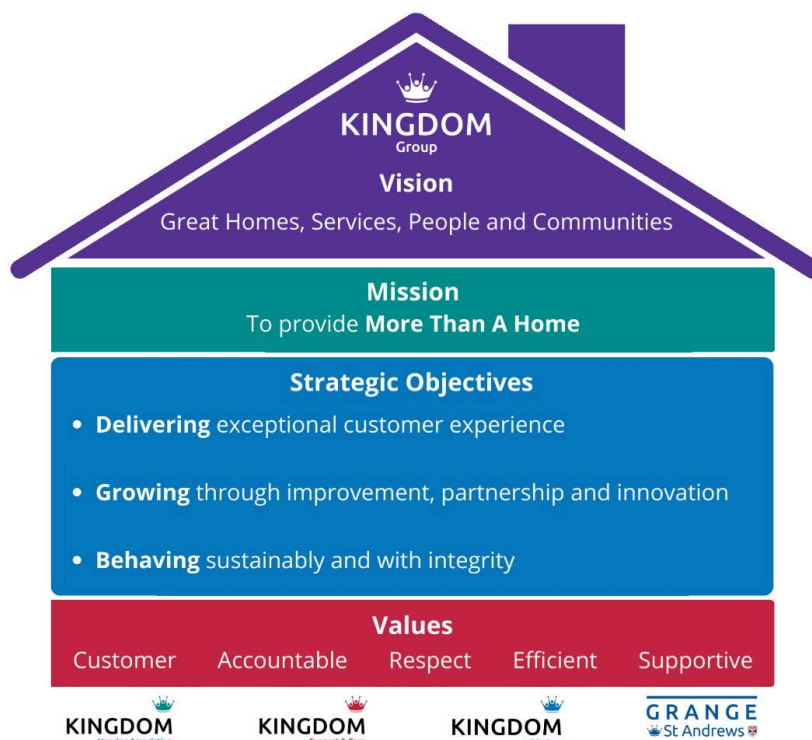 KINGDOM
Group
Vision
Great Homes, Services, People and Communities
Mission
To provide More Than A Home
Strategic Objectives
• Delivering exceptional customer experience
• Growing through improvement, partnership and innovation
• Behaving sustainably and with integrity
Values
Customer Accountable Respect Efficient Supportive
KINGDOM KINGDOM KINGDOM GRANGE
St Andrews